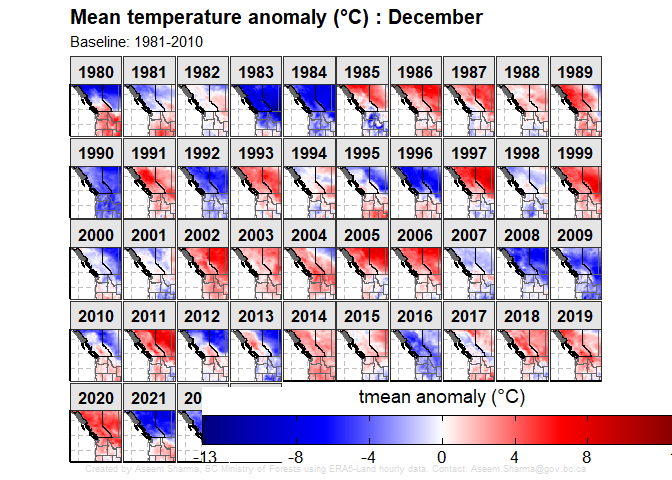 Mean temperature anomaly (°C) : December
Baseline: 1981-2010
1980 1981 1982 1983 1984 1985 1986 1987 1988 1989
1990 1991 1992 1993 1994 1995 1996 1997 1998 1999
2000 2001 2002 2003 2004 2005 2006 2007 2008 2009
2010 2011 2012 2013 2014 2015 2016 2017 2018 2019
2020 2021 20
tmean anomaly (°C)
-13 -8 -4 0 4 8 1
Created by Aseem Sharma, BC Ministry of Forests using ERA5-Land hourly data. Contact: Aseem.Sharma@gov.bc.ca